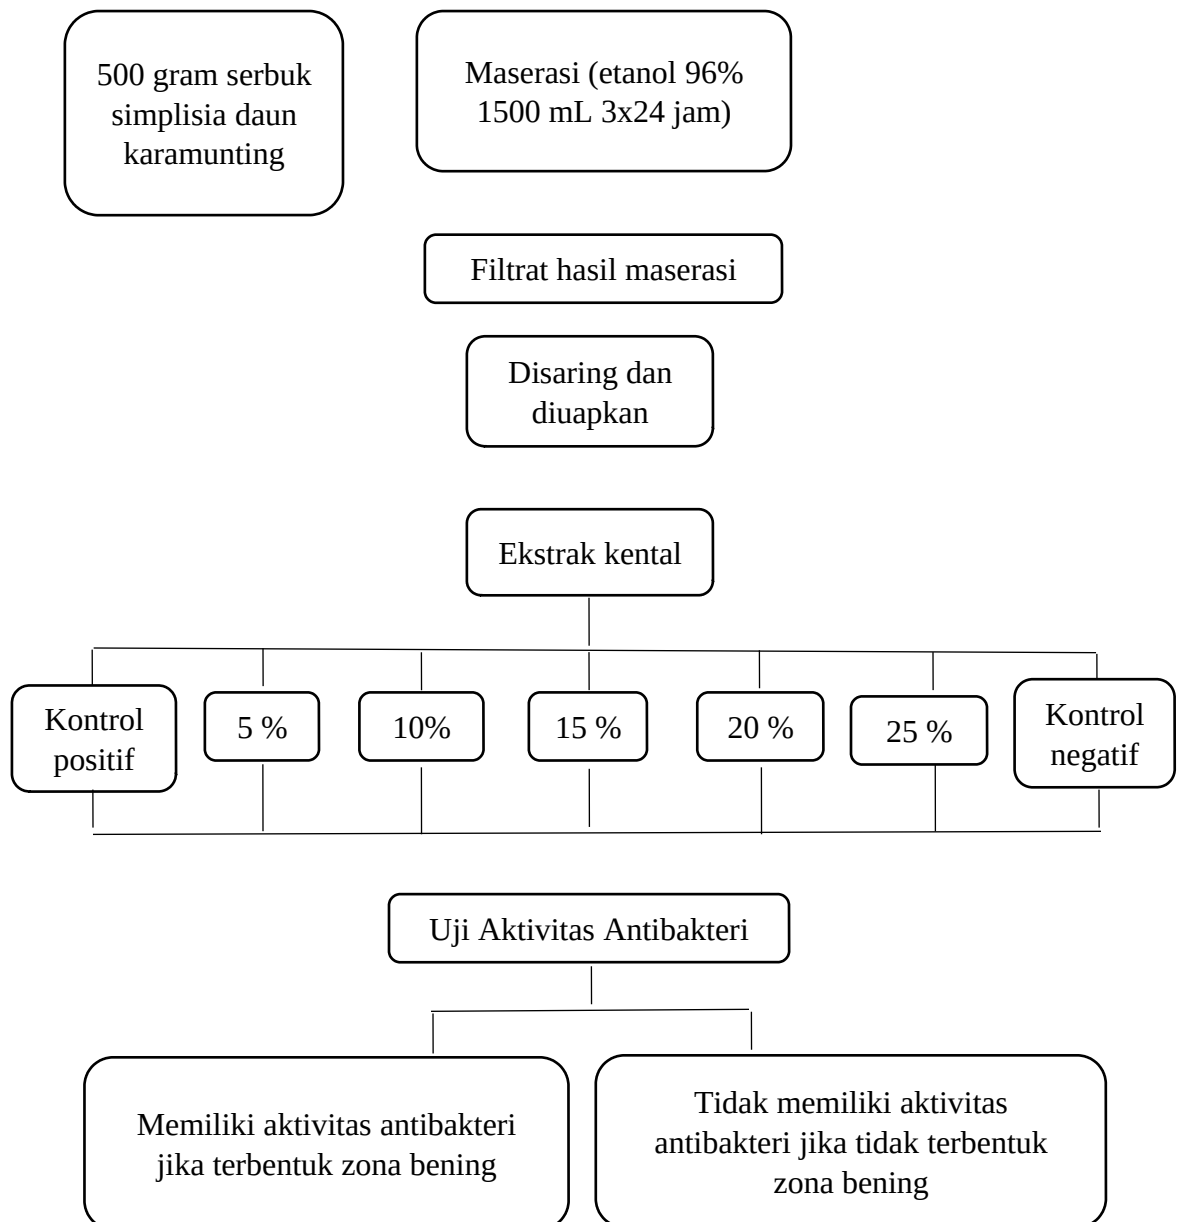 500 gram serbuk
simplisia daun
karamunting
Maserasi (etanol 96%
1500 mL 3x24 jam)
Filtrat hasil maserasi
Disaring dan
diuapkan
Ekstrak kental
Kontrol
positif
5 %
10%
15 %
20 %
25 %
Kontrol
negatif
Uji Aktivitas Antibakteri
Memiliki aktivitas antibakteri
jika terbentuk zona bening
Tidak memiliki aktivitas
antibakteri jika tidak terbentuk
zona bening